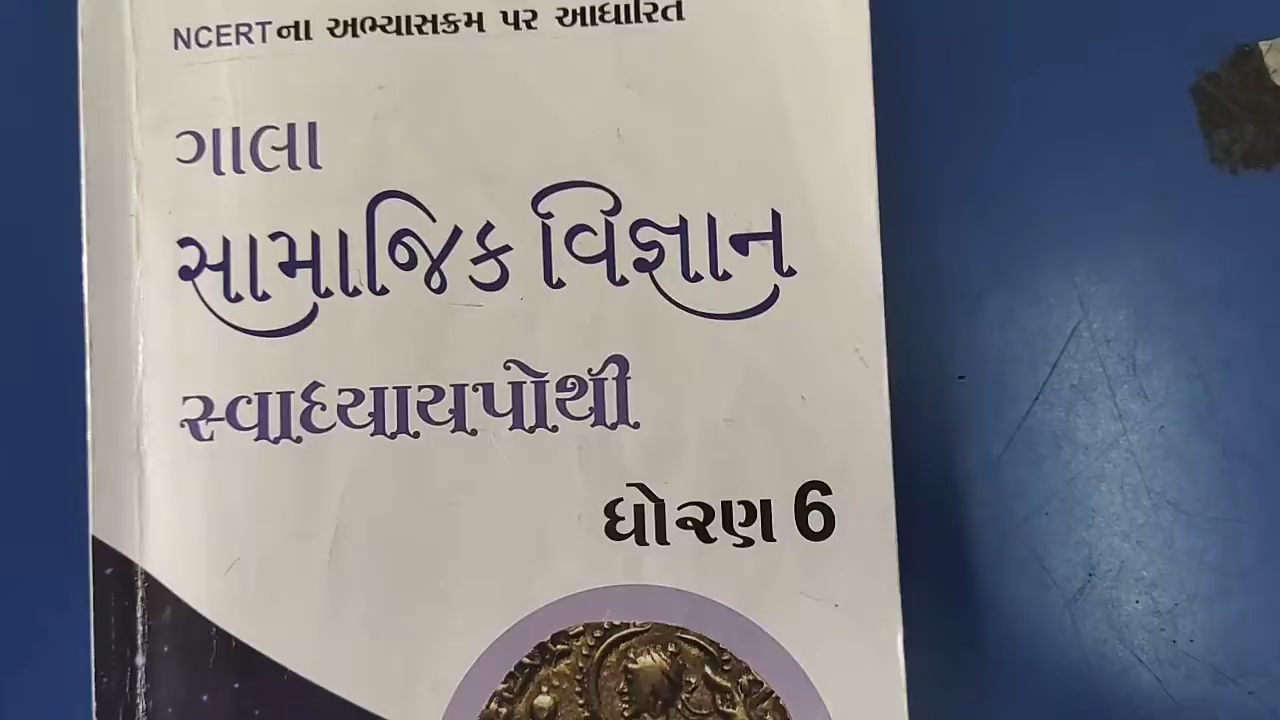 NCERTના અભ્યાસક્રમ પર આધારિત
ગાલા
સામાજિક વિજ્ઞાન
સ્વાધ્યાયપોથી
ધોરણ 6